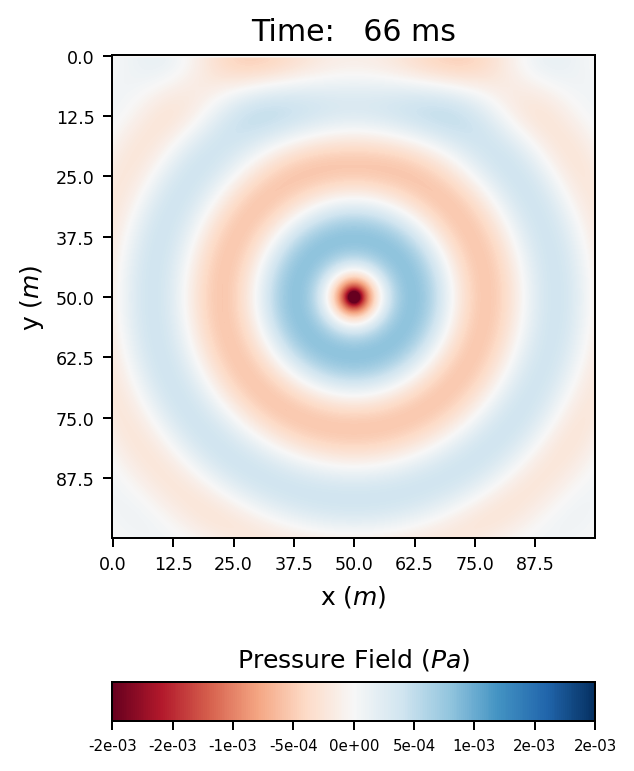 Time: 66 ms
0.0
12.5
25.0
37.5
50.0
62.5
75.0
87.5
y (m)
0.0 12.5 25.0 37.5 50.0 62.5 75.0 87.5
x (m)
Pressure Field (Pa)
-2e-03 -2e-03 -1e-03 -5e-04 0e+00 5e-04 1e-03 2e-03 2e-03